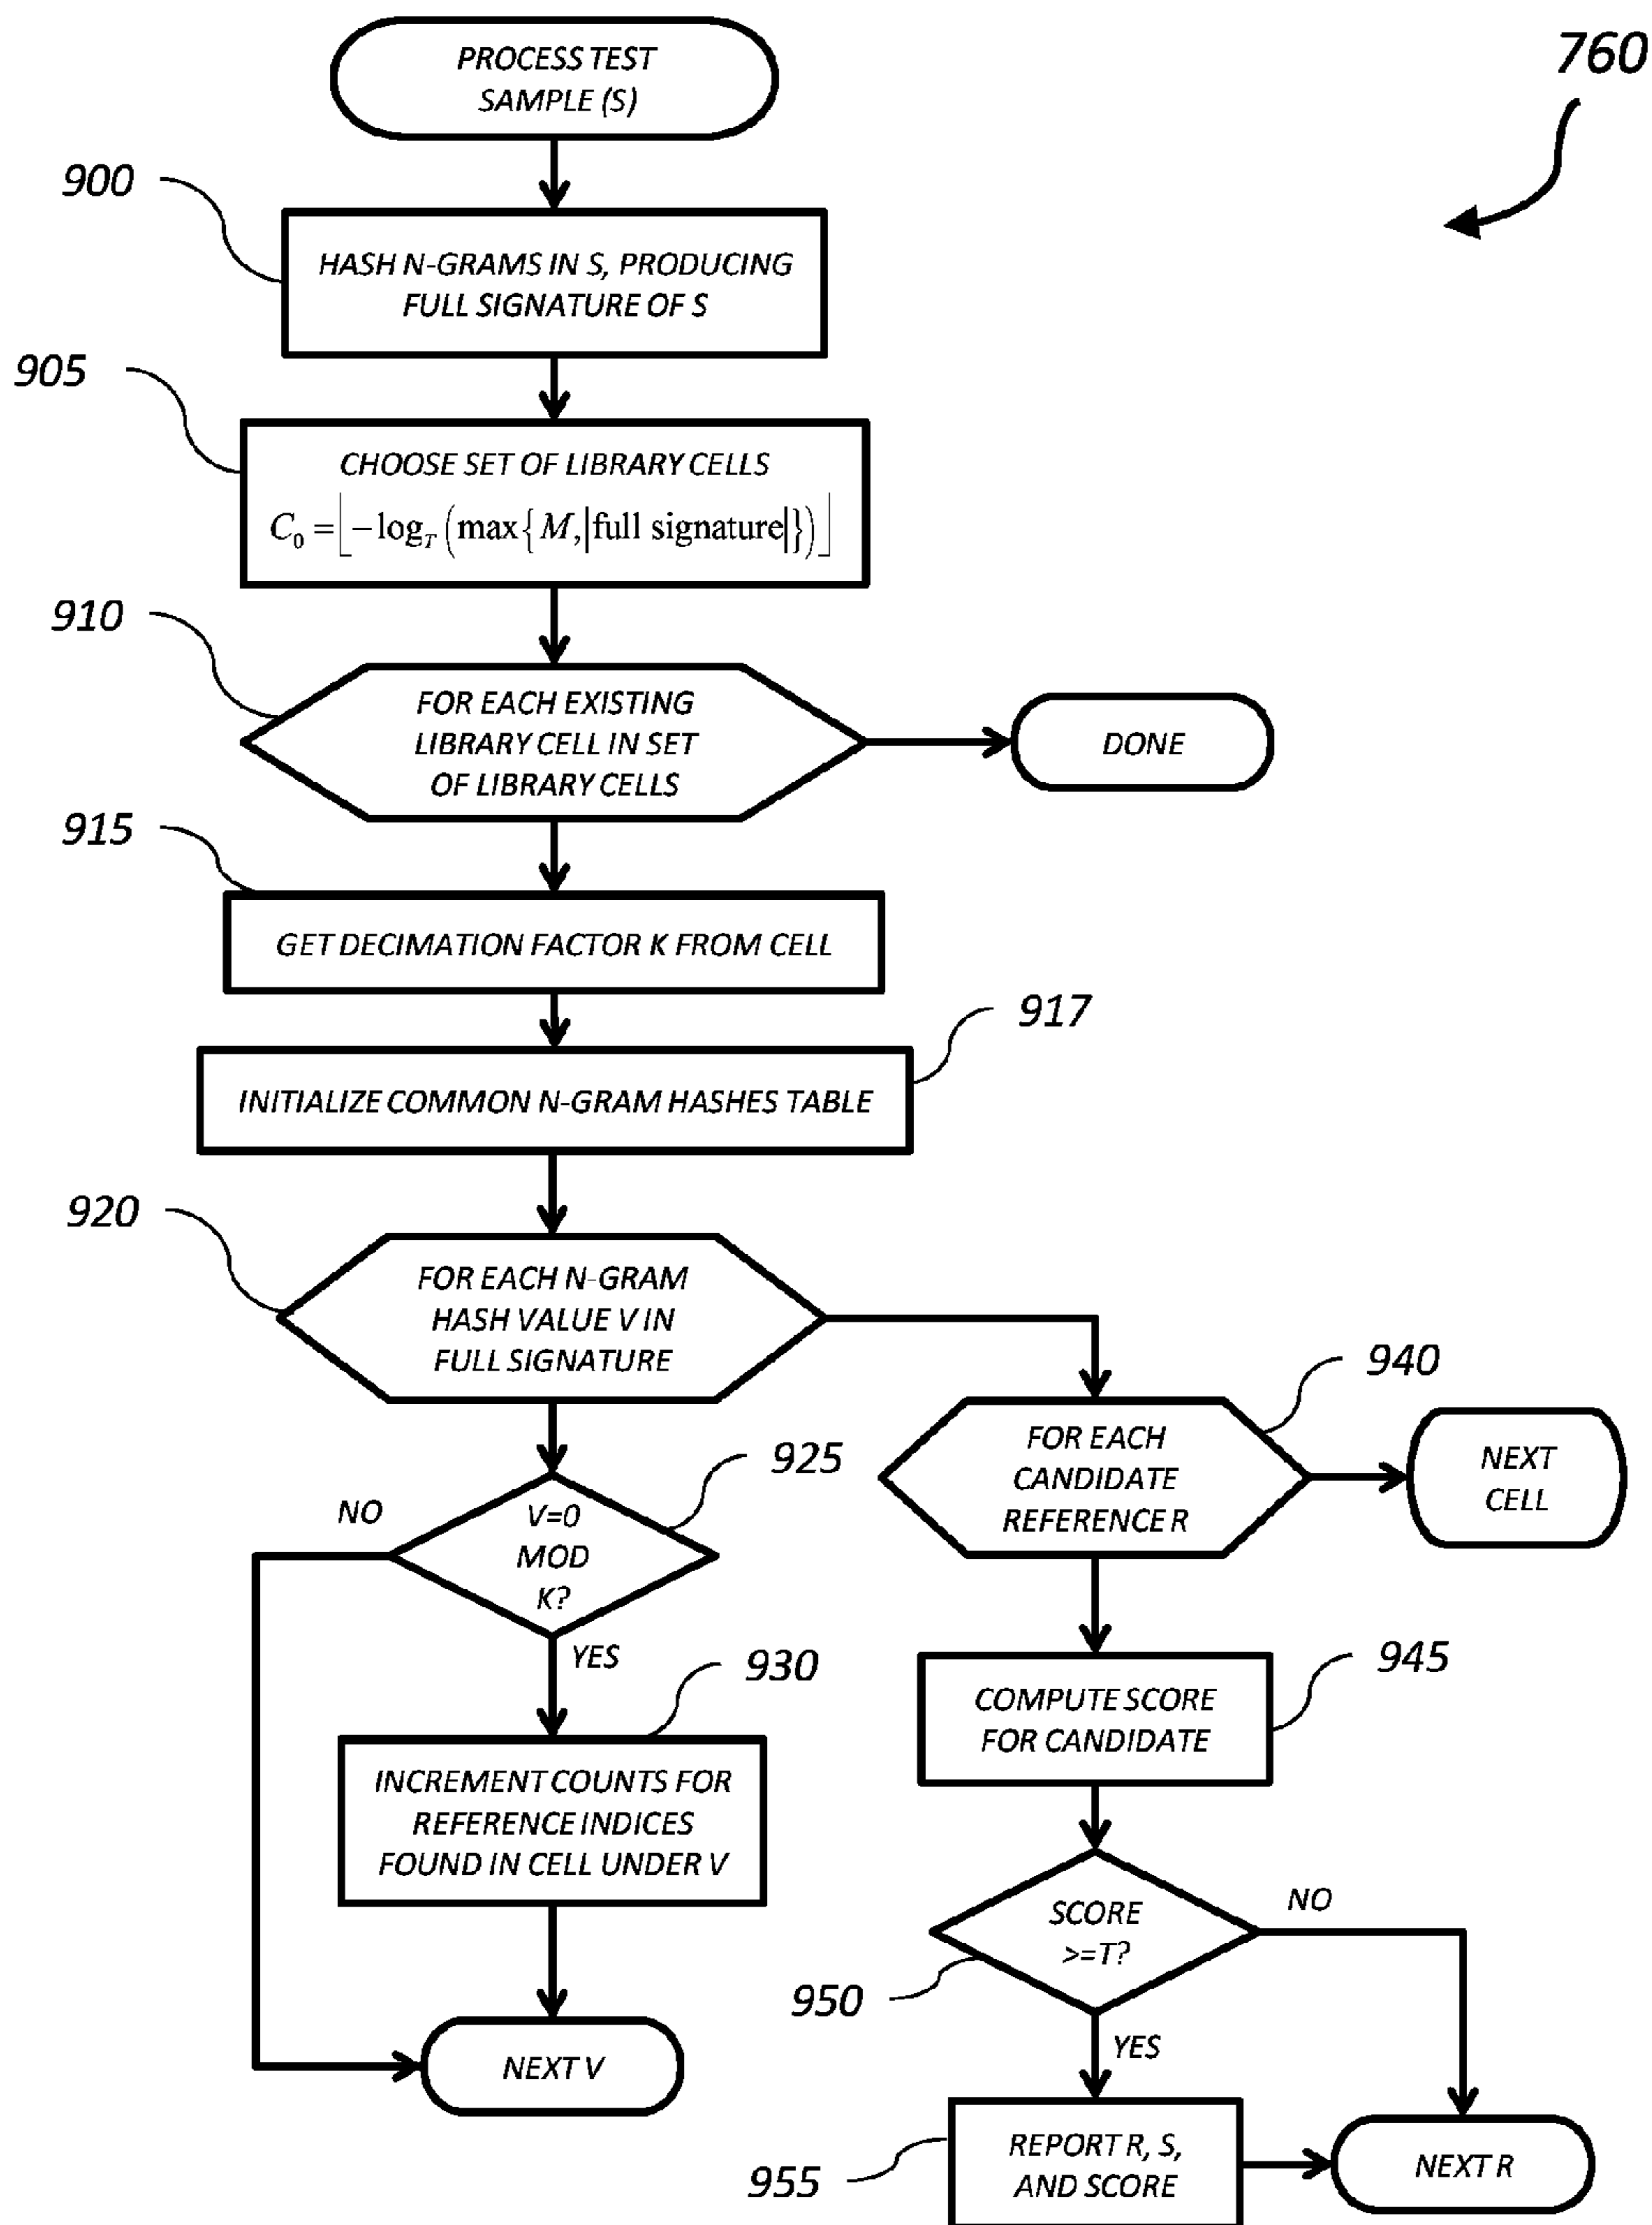 760
PROCESS TEST
SAMPLE (S)
900
HASH N-GRAMS IN S, PRODUCING
FULL SIGNATURE OF S
905
CHOOSE SET OF LIBRARY CELLS
C₀ = ⌊−log_T (max{M,|full signature|})⌋
910
FOR EACH EXISTING
LIBRARY CELL IN SET
OF LIBRARY CELLS
DONE
915
GET DECIMATION FACTOR K FROM CELL
917
INITIALIZE COMMON N-GRAM HASHES TABLE
920
FOR EACH N-GRAM
HASH VALUE V IN
FULL SIGNATURE
925
NO
V=0
MOD
K?
YES
930
INCREMENT COUNTS FOR
REFERENCE INDICES
FOUND IN CELL UNDER V
NEXT V
940
FOR EACH
CANDIDATE
REFERENCE R
NEXT
CELL
945
COMPUTE SCORE
FOR CANDIDATE
950
SCORE
>=T?
NO
YES
955
REPORT R, S,
AND SCORE
NEXT R